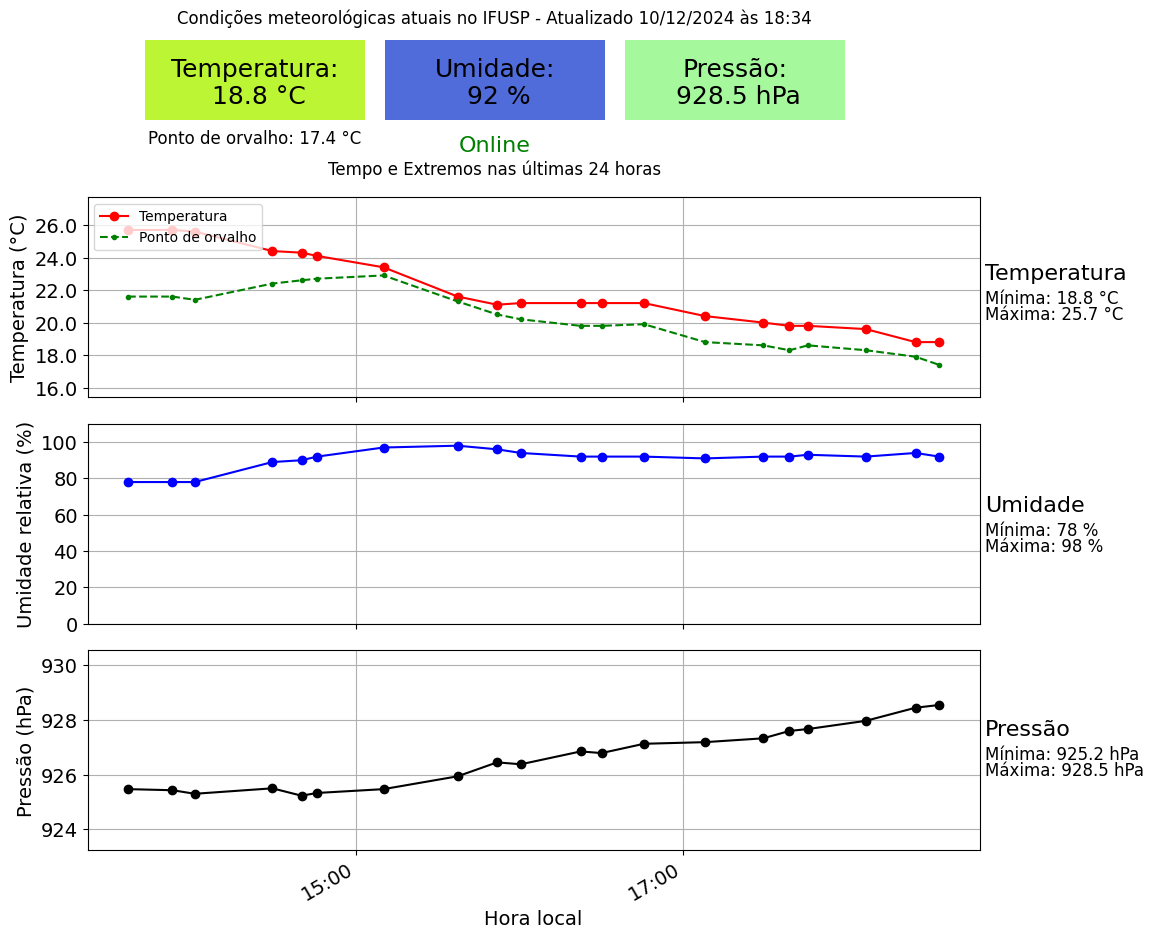 Condições meteorológicas atuais no IFUSP - Atualizado 10/12/2024 às 18:34
Temperatura:
18.8 °C
Umidade:
92 %
Pressão:
928.5 hPa
Ponto de orvalho: 17.4 °C
Online
Tempo e Extremos nas últimas 24 horas
Temperatura (°C)
26.0
24.0
22.0
20.0
18.0
16.0
Temperatura
Ponto de orvalho
Temperatura
Mínima: 18.8 °C
Máxima: 25.7 °C
Umidade relativa (%)
100
80
60
40
20
0
Umidade
Mínima: 78 %
Máxima: 98 %
Pressão (hPa)
930
928
926
924
Pressão
Mínima: 925.2 hPa
Máxima: 928.5 hPa
15:00
17:00
Hora local